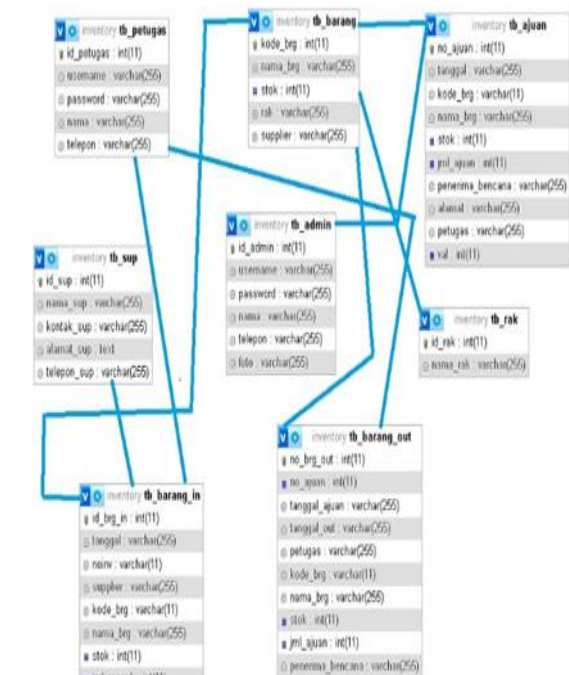 inventory tb_petugas
id_petugas : int(11)
username : varchar(255)
password : varchar(255)
nama : varchar(255)
telepon : varchar(255)
inventory tb_barang
kode_brg : int(11)
nama_brg : varchar(255)
stok : int(11)
rak : varchar(255)
supplier : varchar(255)
inventory tb_ajuan
no_ajuan : int(11)
tanggal : varchar(255)
kode_brg : varchar(11)
nama_brg : varchar(255)
stok : int(11)
jml_ajuan : int(11)
penerima_bencana : varchar(255)
alamat : varchar(255)
petugas : varchar(255)
val : int(11)
inventory tb_admin
id_admin : int(11)
username : varchar(255)
password : varchar(255)
nama : varchar(255)
telepon : varchar(255)
foto : varchar(255)
inventory tb_sup
id_sup : int(11)
nama_sup : varchar(255)
kontak_sup : varchar(255)
alamat_sup : text
telepon_sup : varchar(255)
inventory tb_rak
id_rak : int(11)
nama_rak : varchar(255)
inventory tb_barang_in
id_brg_in : int(11)
tanggal : varchar(255)
noinv : varchar(11)
supplier : varchar(255)
kode_brg : varchar(11)
nama_brg : varchar(255)
stok : int(11)
inventory tb_barang_out
no_brg_out : int(11)
no_ajuan : int(11)
tanggal_ajuan : varchar(255)
tanggal_out : varchar(255)
petugas : varchar(255)
kode_brg : varchar(11)
nama_brg : varchar(255)
stok : int(11)
jml_ajuan : int(11)
penerima_bencana : varchar(255)